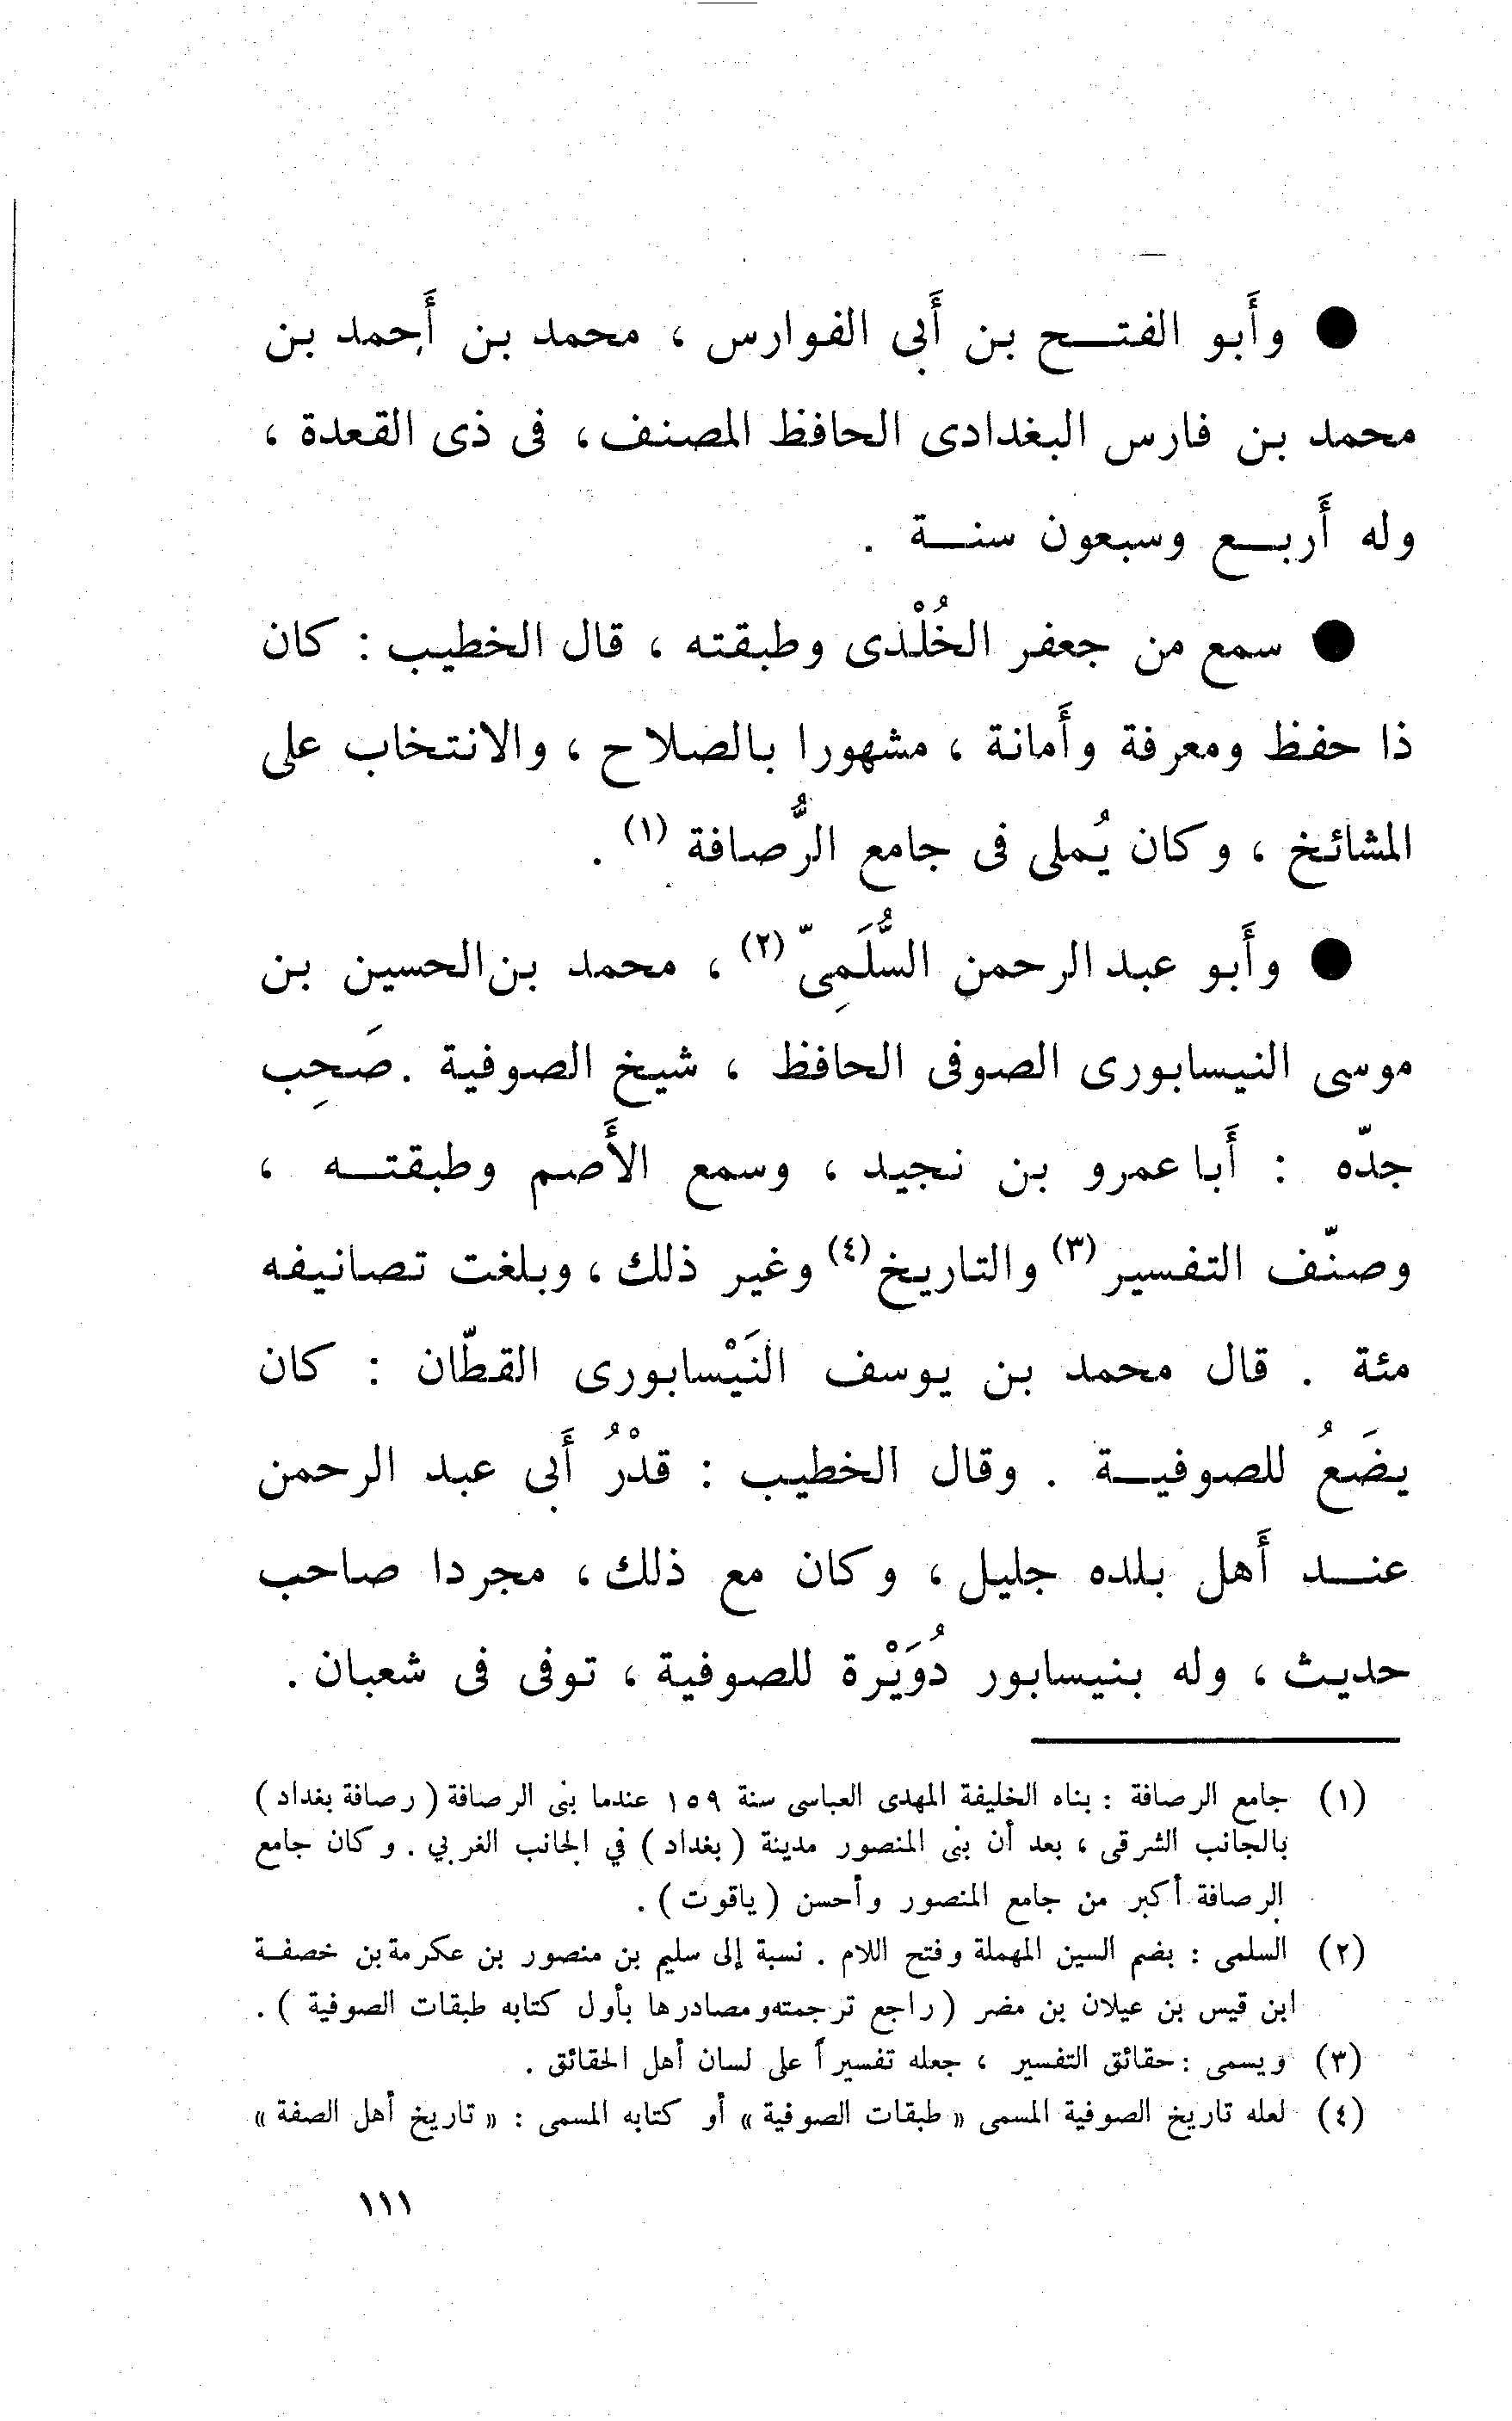 ● وأَبو الفتـــح بن أَبى الفوارس ، محمد بن أَحمد بن
محمد بن فارس البغدادى الحافظ المصنف ، فى ذى القعدة ،
وله أَربـــع وسبعون سنـــة .
● سمع من جعفر الخُلْدى وطبقته ، قال الخطيب : كان
ذا حفظ ومعرفة وأَمانة ، مشهورا بالصلاح ، والانتخاب على
المشائخ ، وكان يُملى فى جامع الرُّصافة (١) .
● وأَبو عبد الرحمن السُّلَمِىّ (٢) ، محمد بن الحسين بن
موسى النيسابورى الصوفى الحافظ ، شيخ الصوفية . صَحِب
جدّه : أَبا عمرو بن نجيد ، وسمع الأَصم وطبقتـــه ،
وصنّف التفسير (٣) والتاريخ (٤) وغير ذلك ، وبلغت تصانيفه
مئة . قال محمد بن يوسف النَيْسابورى القطّان : كان
يضَعُ للصوفيـــة . وقال الخطيب : قدْرُ أَبى عبد الرحمن
عنـــد أَهل بلده جليل ، وكان مع ذلك ، مجردا صاحب
حديث ، وله بنيسابور دُوَيْرة للصوفية ، توفى فى شعبان .
(١) جامع الرصافة : بناه الخليفة المهدى العباسى سنة ١٥٩ عندما بنى الرصافة ( رصافة بغداد )
بالجانب الشرقى ، بعد أن بنى المنصور مدينة ( بغداد ) في الجانب الغربي . وكان جامع
الرصافة أكبر من جامع المنصور وأحسن ( ياقوت ) .
(٢) السلمى : بضم السين المهملة وفتح اللام . نسبة إلى سليم بن منصور بن عكرمة بن خصفـة
ابن قيس بن عيلان بن مضر ( راجع ترجمته ومصادرها بأول كتابه طبقات الصوفية ) .
(٣) ويسمى : حقائق التفسير ، جعله تفسيراً على لسان أهل الحقائق .
(٤) لعله تاريخ الصوفية المسمى « طبقات الصوفية » أو كتابه المسمى : « تاريخ أهل الصفة »
١١١